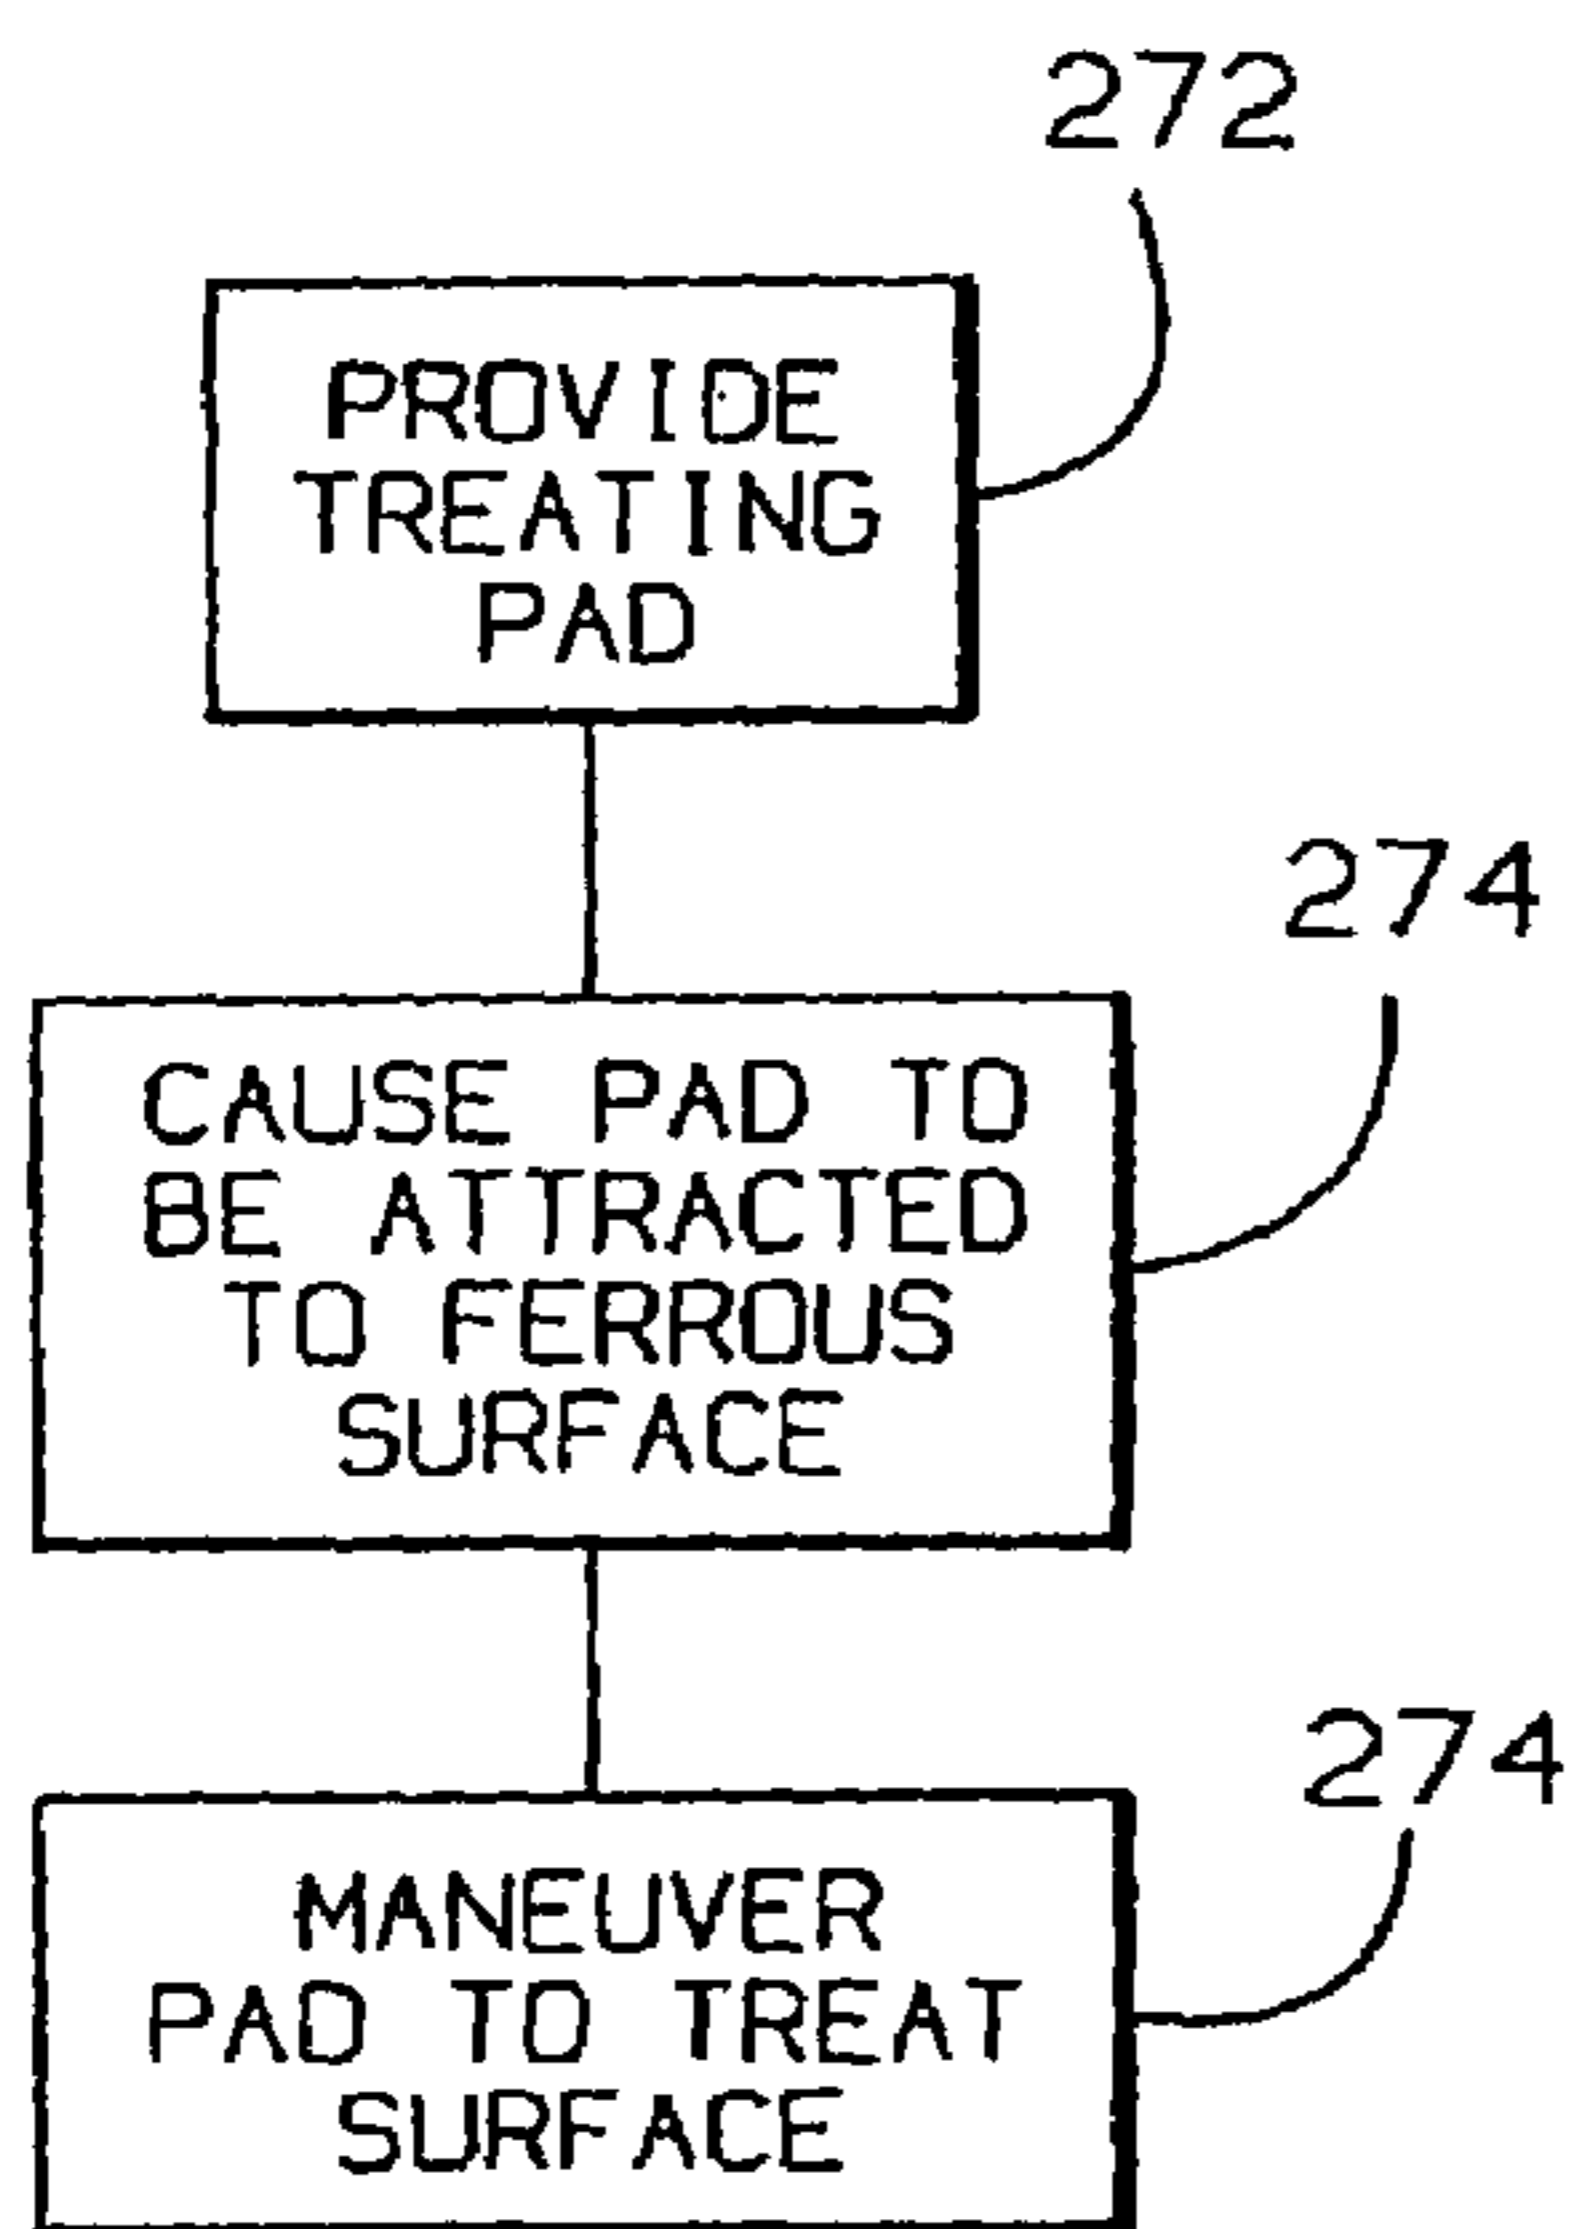 272
PROVIDE
TREATING
PAD
274
CAUSE PAD TO
BE ATTRACTED
TO FERROUS
SURFACE
274
MANEUVER
PAD TO TREAT
SURFACE